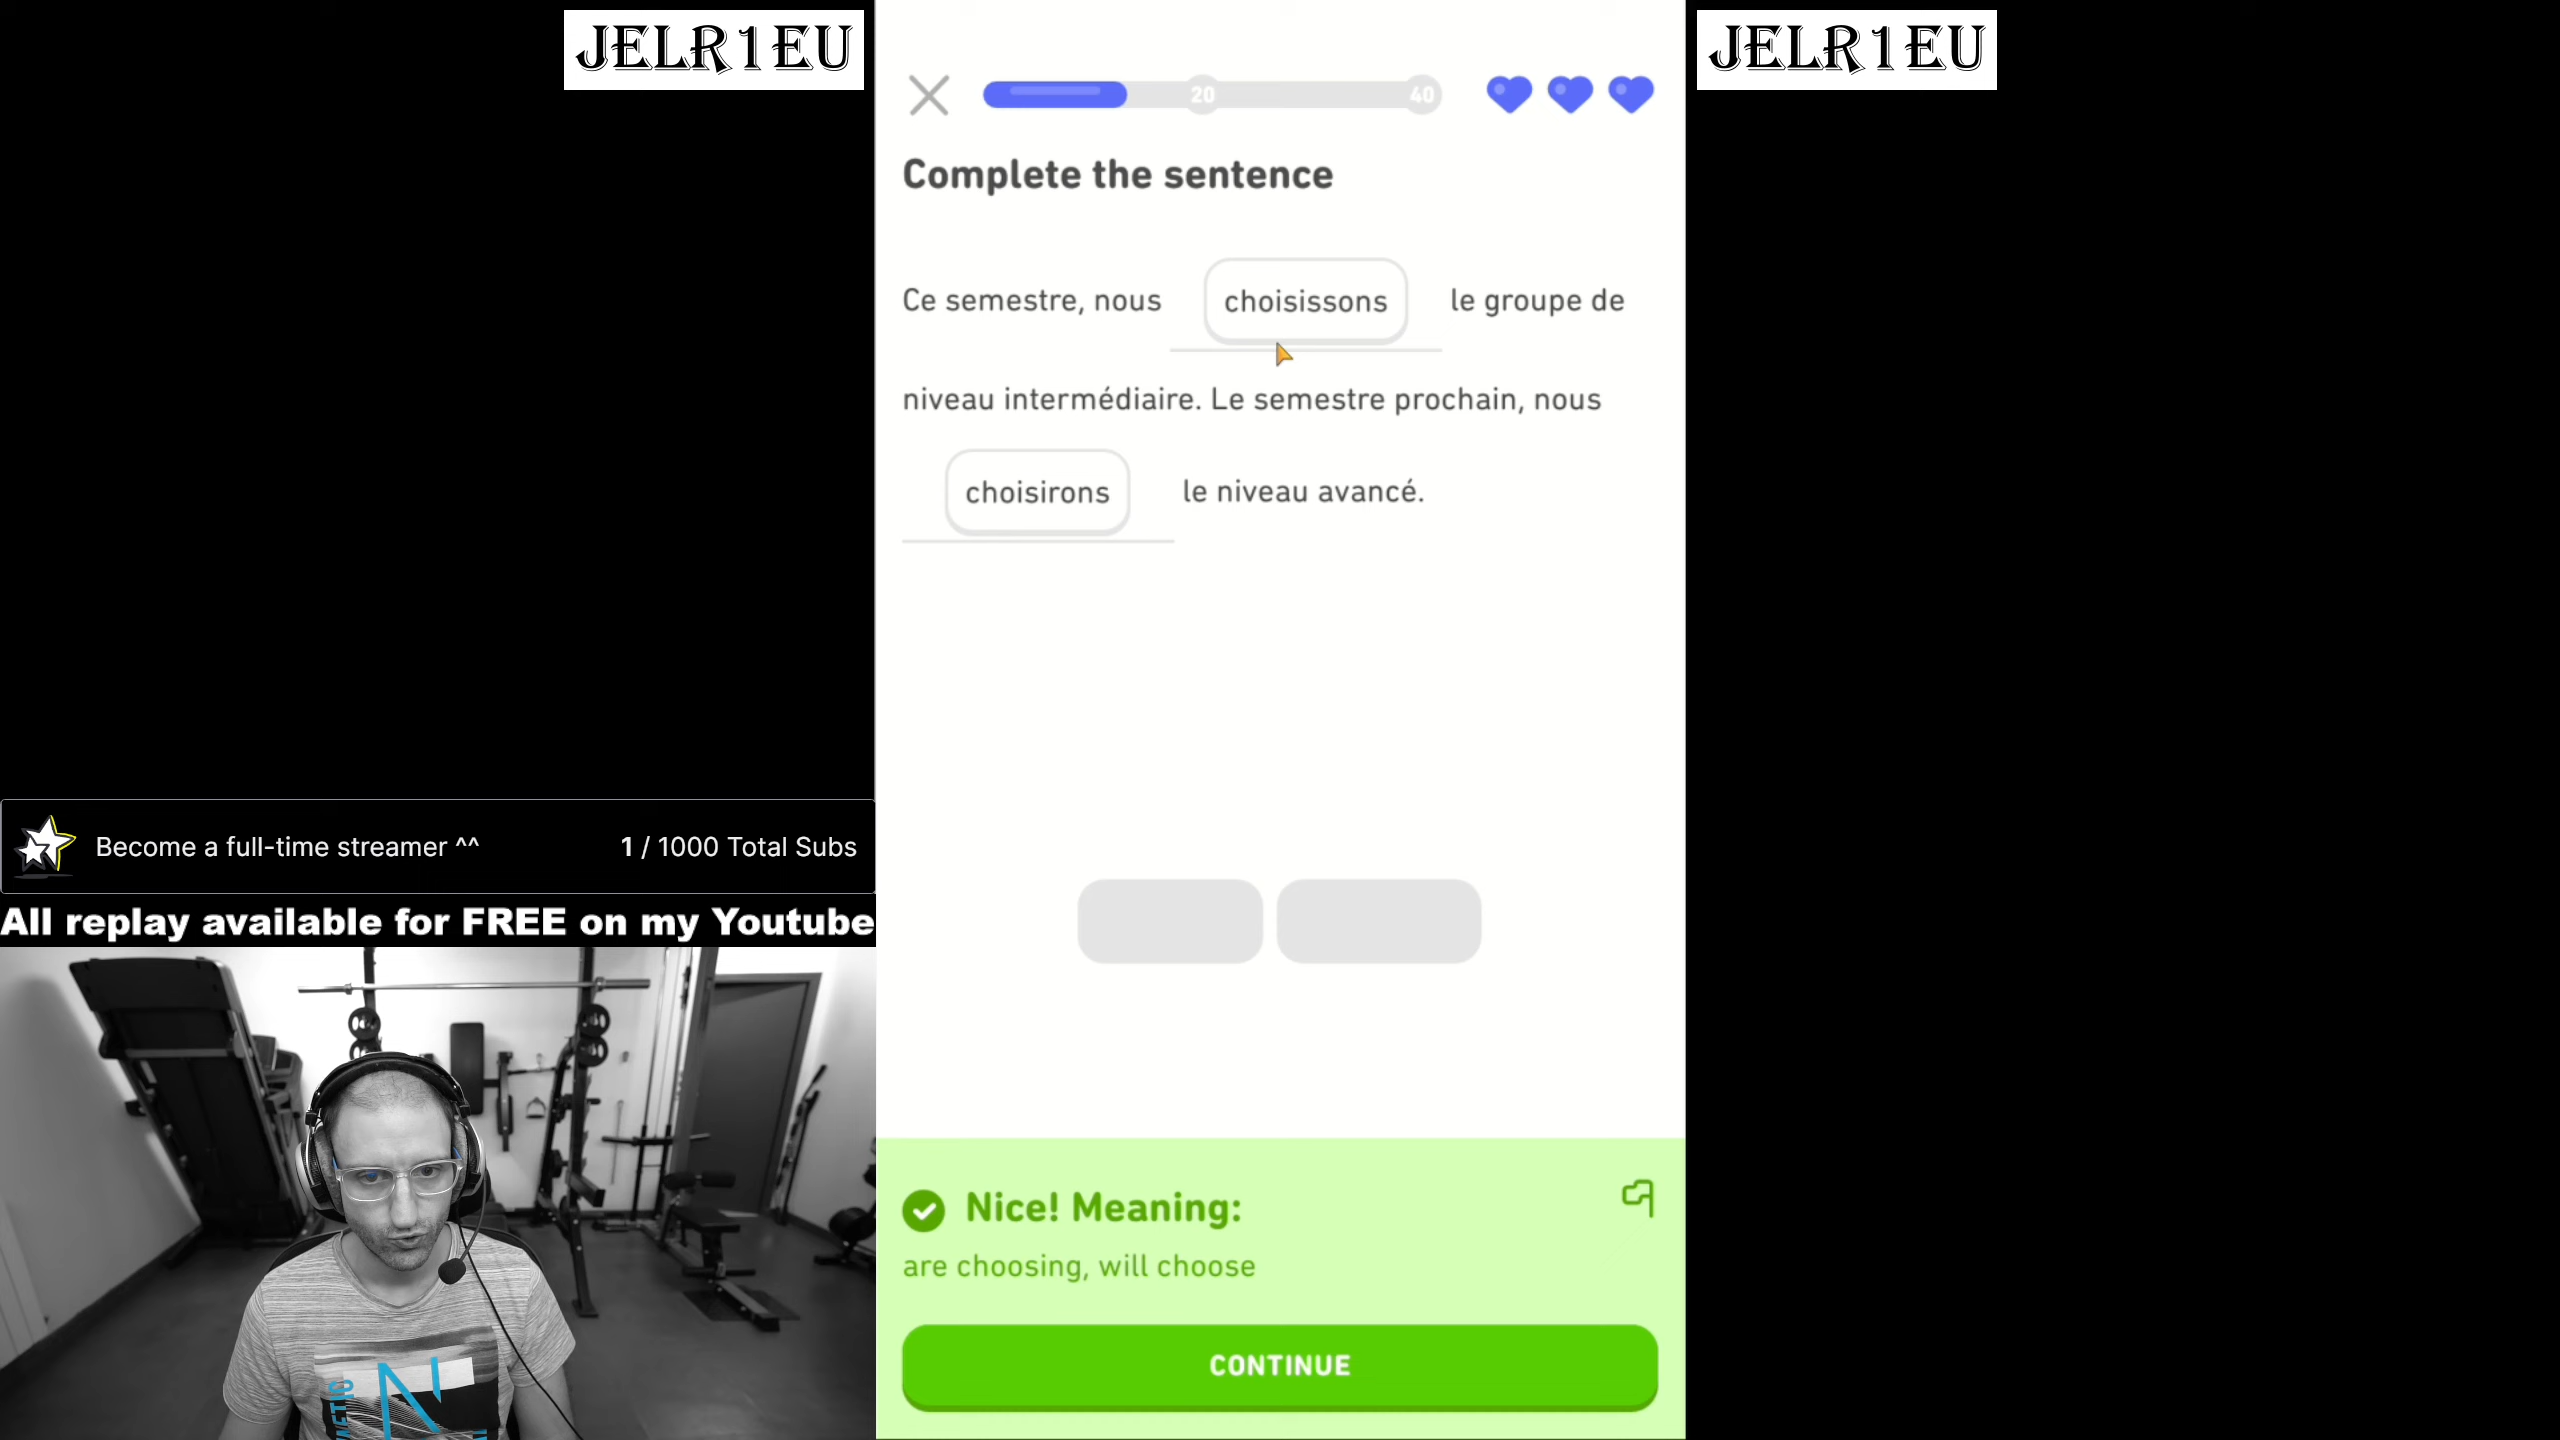 JELR1EU
JELR1EU
20
40
Complete the sentence
Ce semestre, nous choisissons le groupe de
niveau intermédiaire. Le semestre prochain, nous
choisirons le niveau avancé.
Become a full-time streamer ^^
1 / 1000 Total Subs
All replay available for FREE on my Youtube
Nice! Meaning:
are choosing, will choose
CONTINUE